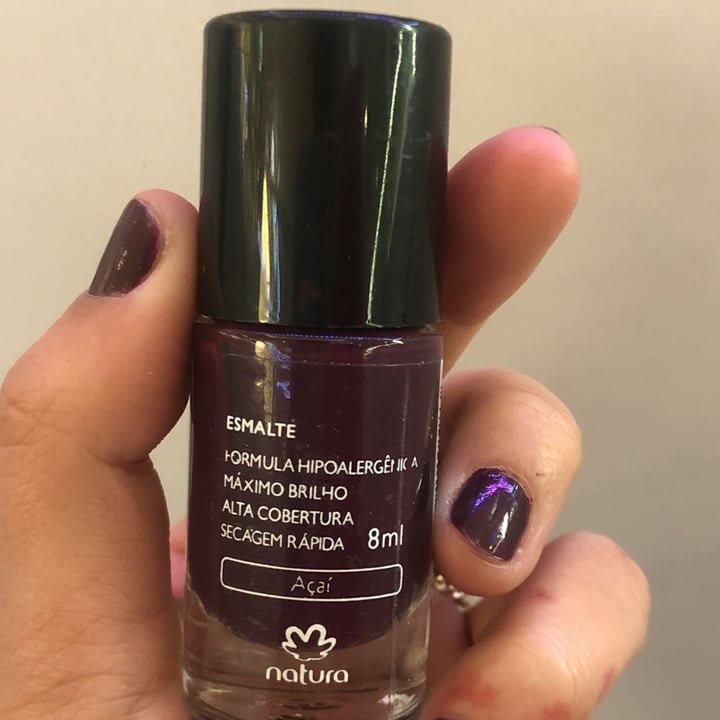 ESMALTE
FÓRMULA HIPOALERGÊNICA
MÁXIMO BRILHO
ALTA COBERTURA
SECAGEM RÁPIDA 8ml
Açaí
natura